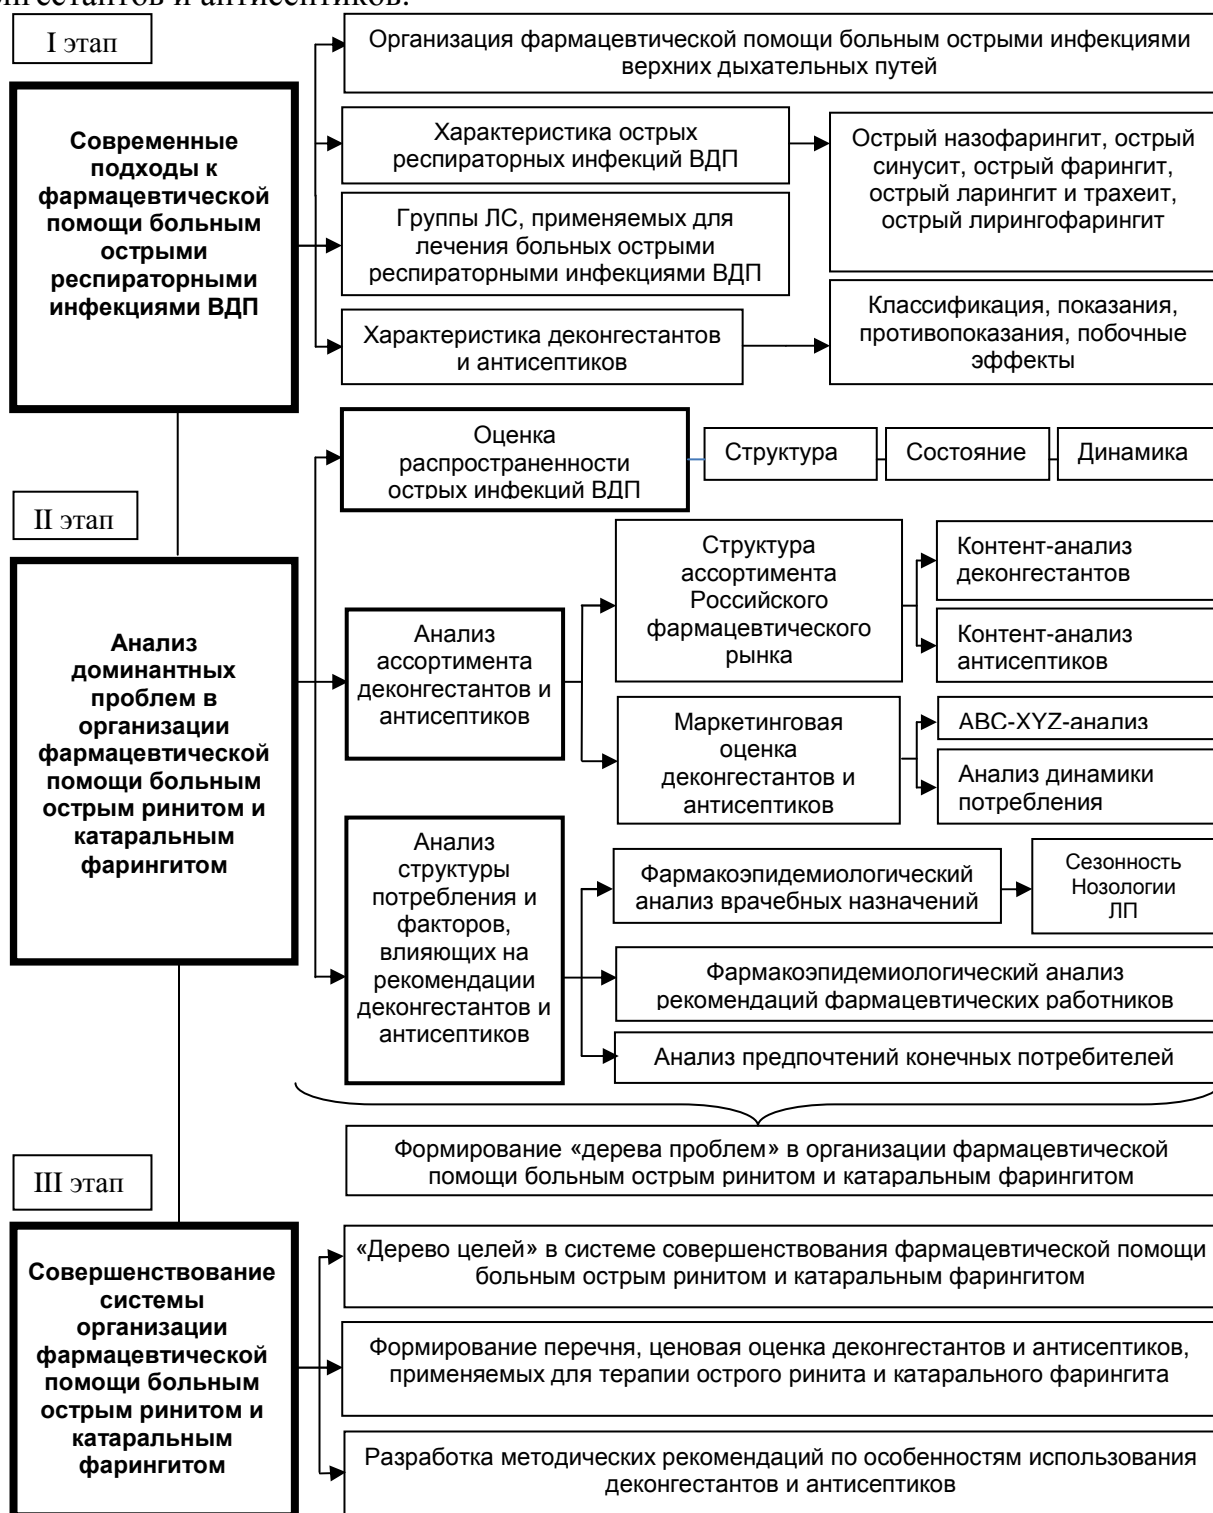 онгестантов и антисептиков.
I этап
Организация фармацевтической помощи больным острыми инфекциями
верхних дыхательных путей
Современные
подходы к
фармацевтической
помощи больным
острыми
респираторными
инфекциями ВДП
Характеристика острых
респираторных инфекций ВДП
Острый назофарингит, острый
синусит, острый фарингит,
острый ларингит и трахеит,
острый лирингофарингит
Группы ЛС, применяемых для
лечения больных острыми
респираторными инфекциями ВДП
Характеристика деконгестантов
и антисептиков
Классификация, показания,
противопоказания, побочные
эффекты
II этап
Оценка
распространенности
острых инфекций ВДП
Структура
Состояние
Динамика
Анализ
доминантных
проблем в
организации
фармацевтической
помощи больным
острым ринитом и
катаральным
фарингитом
Анализ
ассортимента
деконгестантов и
антисептиков
Структура
ассортимента
Российского
фармацевтического
рынка
Контент-анализ
деконгестантов
Контент-анализ
антисептиков
Маркетинговая
оценка
деконгестантов и
антисептиков
ABC-XYZ-анализ
Анализ динамики
потребления
Анализ
структуры
потребления и
факторов,
влияющих на
рекомендации
деконгестантов и
антисептиков
Фармакоэпидемиологический
анализ врачебных назначений
Сезонность
Нозологии
ЛП
Фармакоэпидемиологический анализ
рекомендаций фармацевтических работников
Анализ предпочтений конечных потребителей
Формирование «дерева проблем» в организации фармацевтической
помощи больным острым ринитом и катаральным фарингитом
III этап
Совершенствование
системы
организации
фармацевтической
помощи больным
острым ринитом и
катаральным
фарингитом
«Дерево целей» в системе совершенствования фармацевтической помощи
больным острым ринитом и катаральным фарингитом
Формирование перечня, ценовая оценка деконгестантов и антисептиков,
применяемых для терапии острого ринита и катарального фарингита
Разработка методических рекомендаций по особенностям использования
деконгестантов и антисептиков